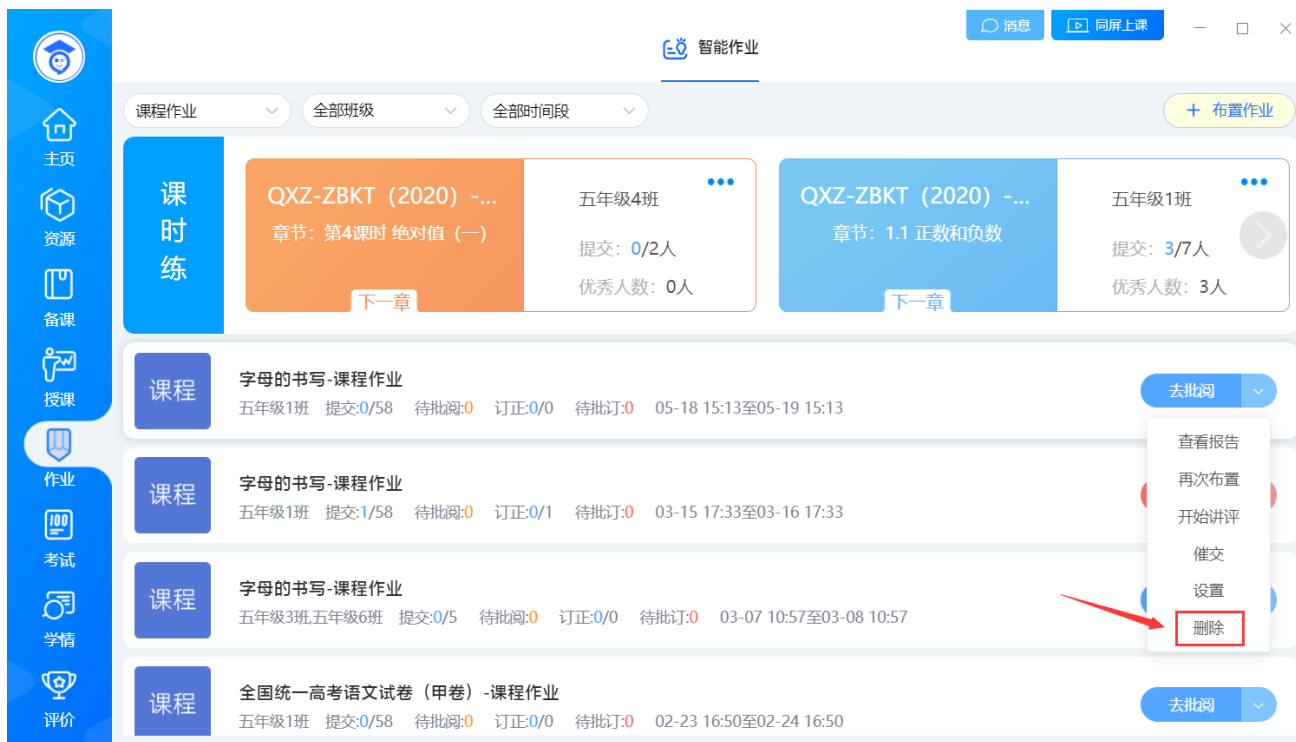 消息
同屏上课
智能作业
课程作业
全部班级
全部时间段
+ 布置作业
主页
资源
备课
授课
作业
100
考试
学情
评价
课时练
QXZ-ZBKT（2020）-...
章节：第4课时 绝对值（一）
下一章
五年级4班
提交：0/2人
优秀人数：0人
QXZ-ZBKT（2020）-...
章节：1.1 正数和负数
下一章
五年级1班
提交：3/7人
优秀人数：3人
课程
字母的书写-课程作业
五年级1班 提交:0/58 待批阅:0 订正:0/0 待批订:0 05-18 15:13至05-19 15:13
去批阅
课程
字母的书写-课程作业
五年级1班 提交:1/58 待批阅:0 订正:0/1 待批订:0 03-15 17:33至03-16 17:33
课程
字母的书写-课程作业
五年级3班,五年级6班 提交:0/5 待批阅:0 订正:0/0 待批订:0 03-07 10:57至03-08 10:57
课程
全国统一高考语文试卷（甲卷）-课程作业
五年级1班 提交:0/58 待批阅:0 订正:0/0 待批订:0 02-23 16:50至02-24 16:50
去批阅
查看报告
再次布置
开始讲评
催交
设置
删除